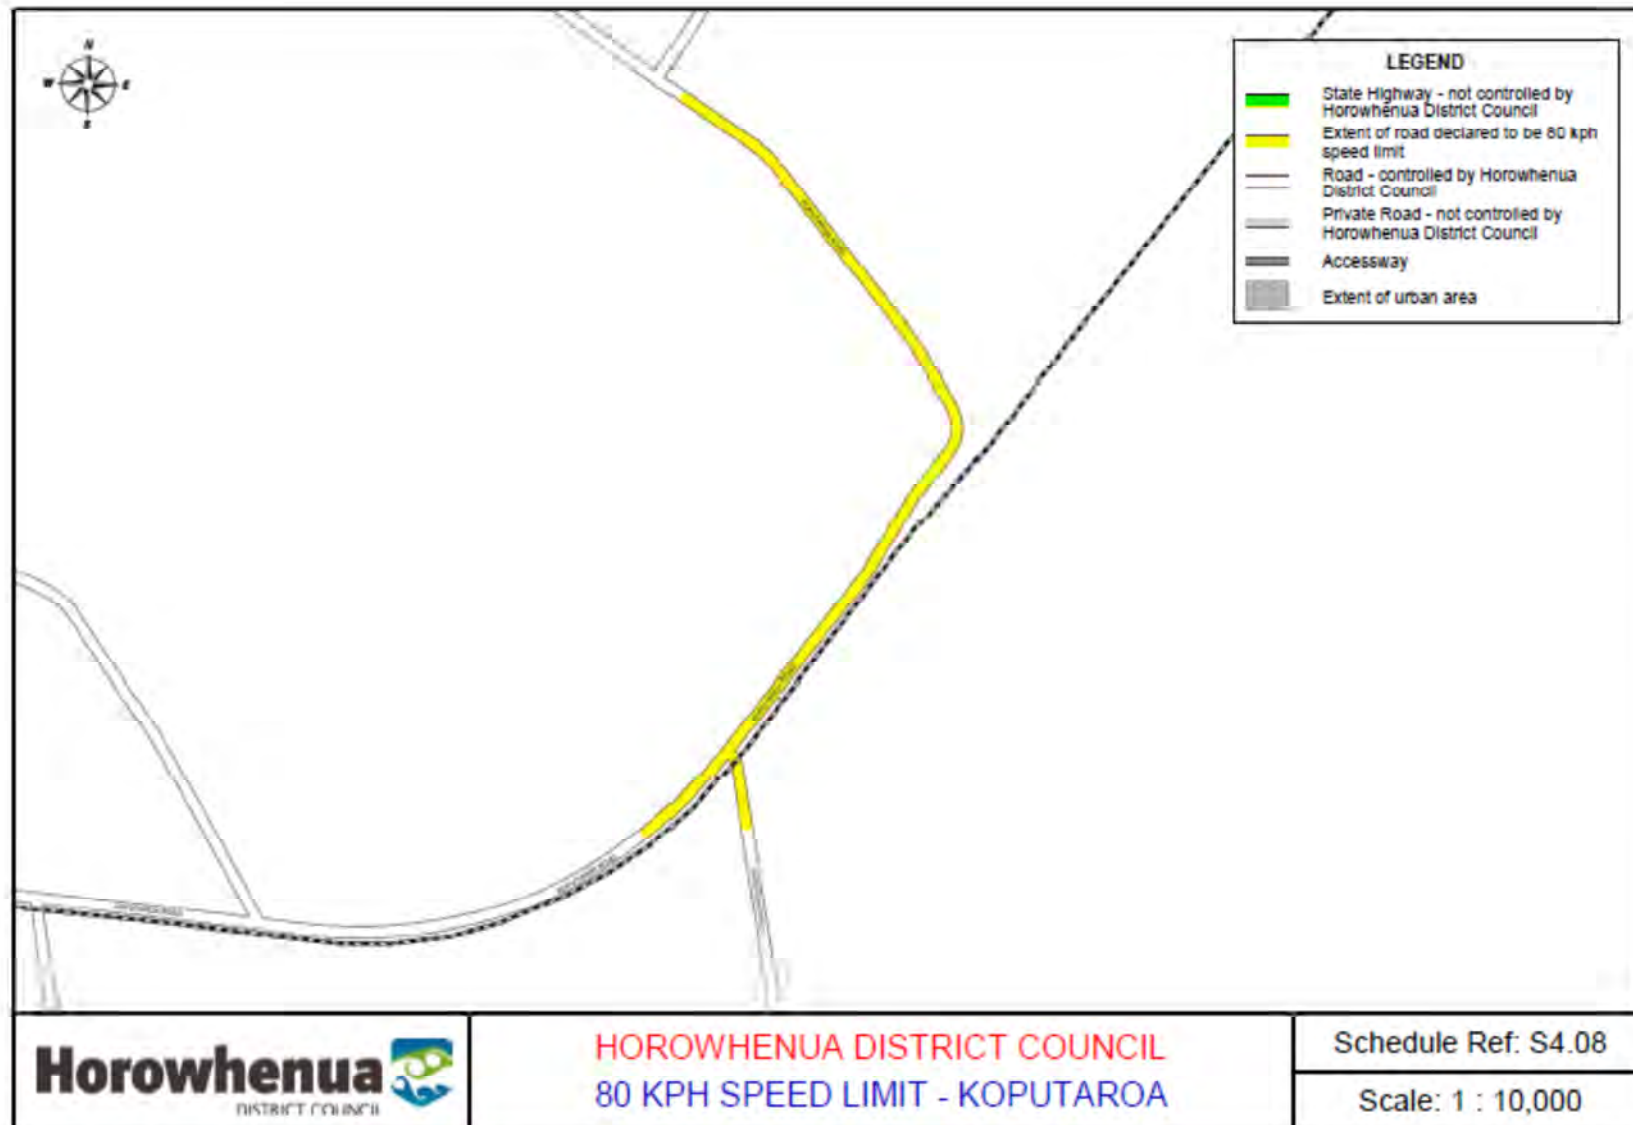 N
W E
S
LEGEND
State Highway - not controlled by
Horowhenua District Council
Extent of road declared to be 80 kph
speed limit
Road - controlled by Horowhenua
District Council
Private Road - not controlled by
Horowhenua District Council
Accessway
Extent of urban area
Horowhenua
DISTRICT COUNCIL
HOROWHENUA DISTRICT COUNCIL
80 KPH SPEED LIMIT - KOPUTAROA
Schedule Ref: S4.08
Scale: 1 : 10,000